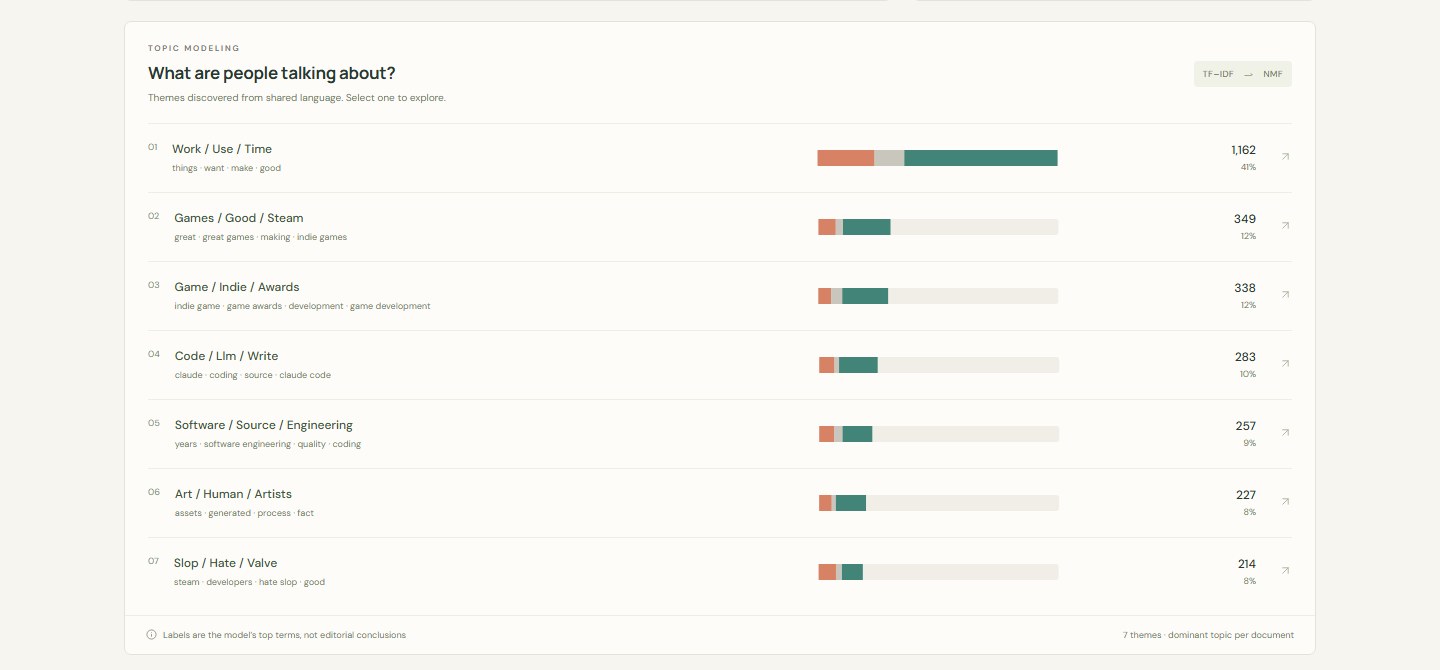 TOPIC MODELING
What are people talking about?
Themes discovered from shared language. Select one to explore.
TF–IDF → NMF
01 Work / Use / Time
things · want · make · good
1,162
41%
02 Games / Good / Steam
great · great games · making · indie games
349
12%
03 Game / Indie / Awards
indie game · game awards · development · game development
338
12%
04 Code / Llm / Write
claude · coding · source · claude code
283
10%
05 Software / Source / Engineering
years · software engineering · quality · coding
257
9%
06 Art / Human / Artists
assets · generated · process · fact
227
8%
07 Slop / Hate / Valve
steam · developers · hate slop · good
214
8%
Labels are the model's top terms, not editorial conclusions
7 themes · dominant topic per document